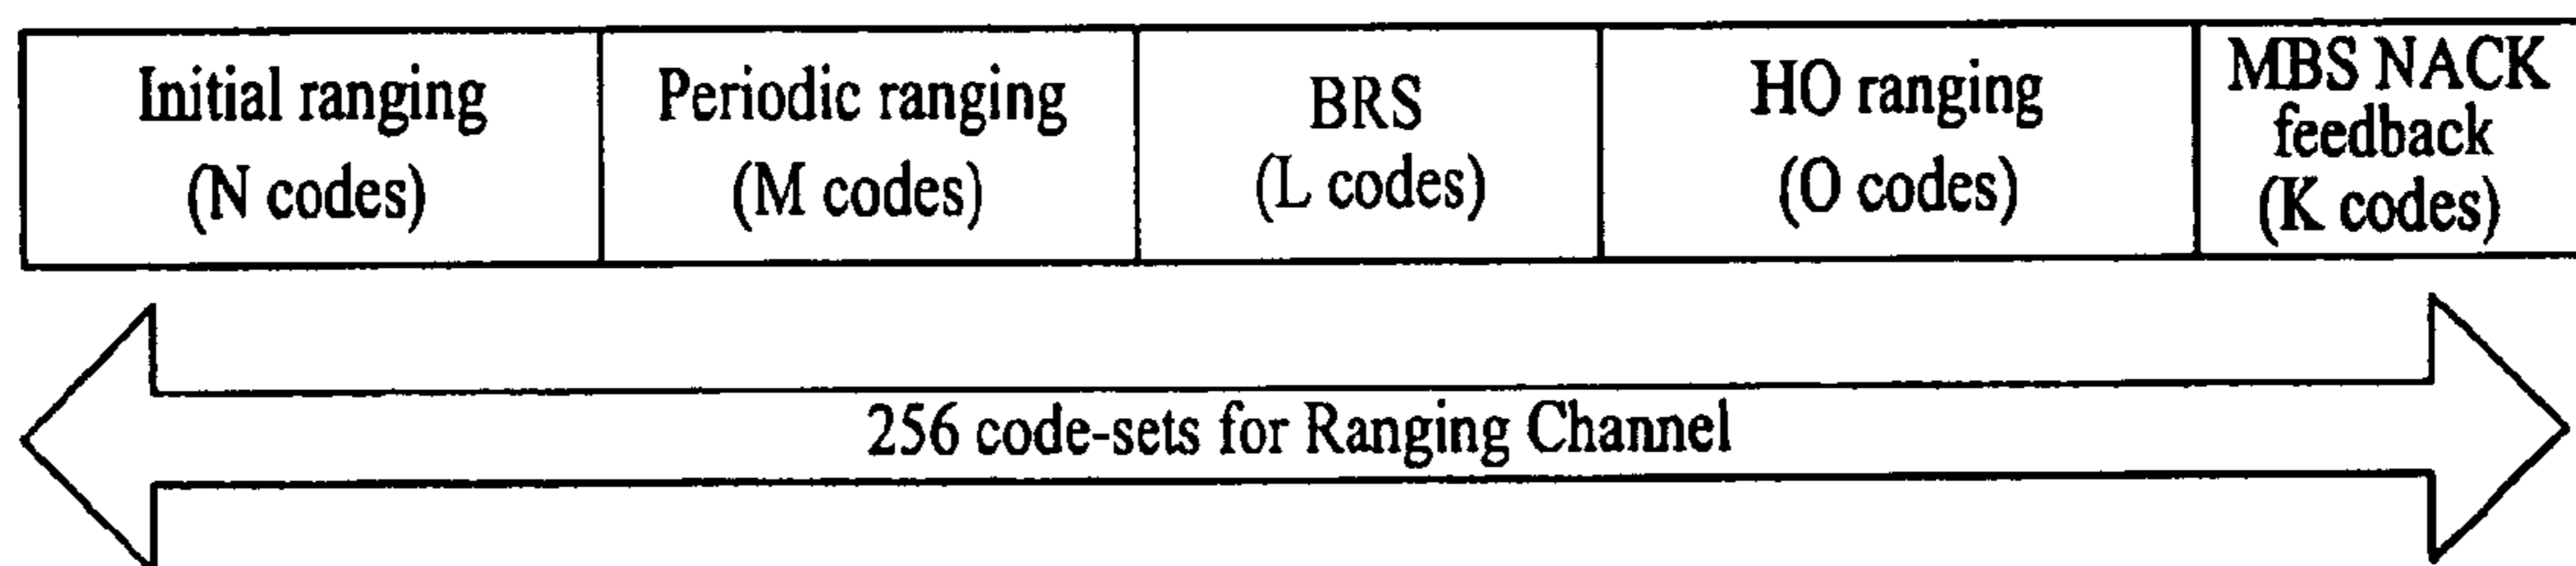 Initial ranging
(N codes)
Periodic ranging
(M codes)
BRS
(L codes)
HO ranging
(O codes)
MBS NACK
feedback
(K codes)
256 code-sets for Ranging Channel